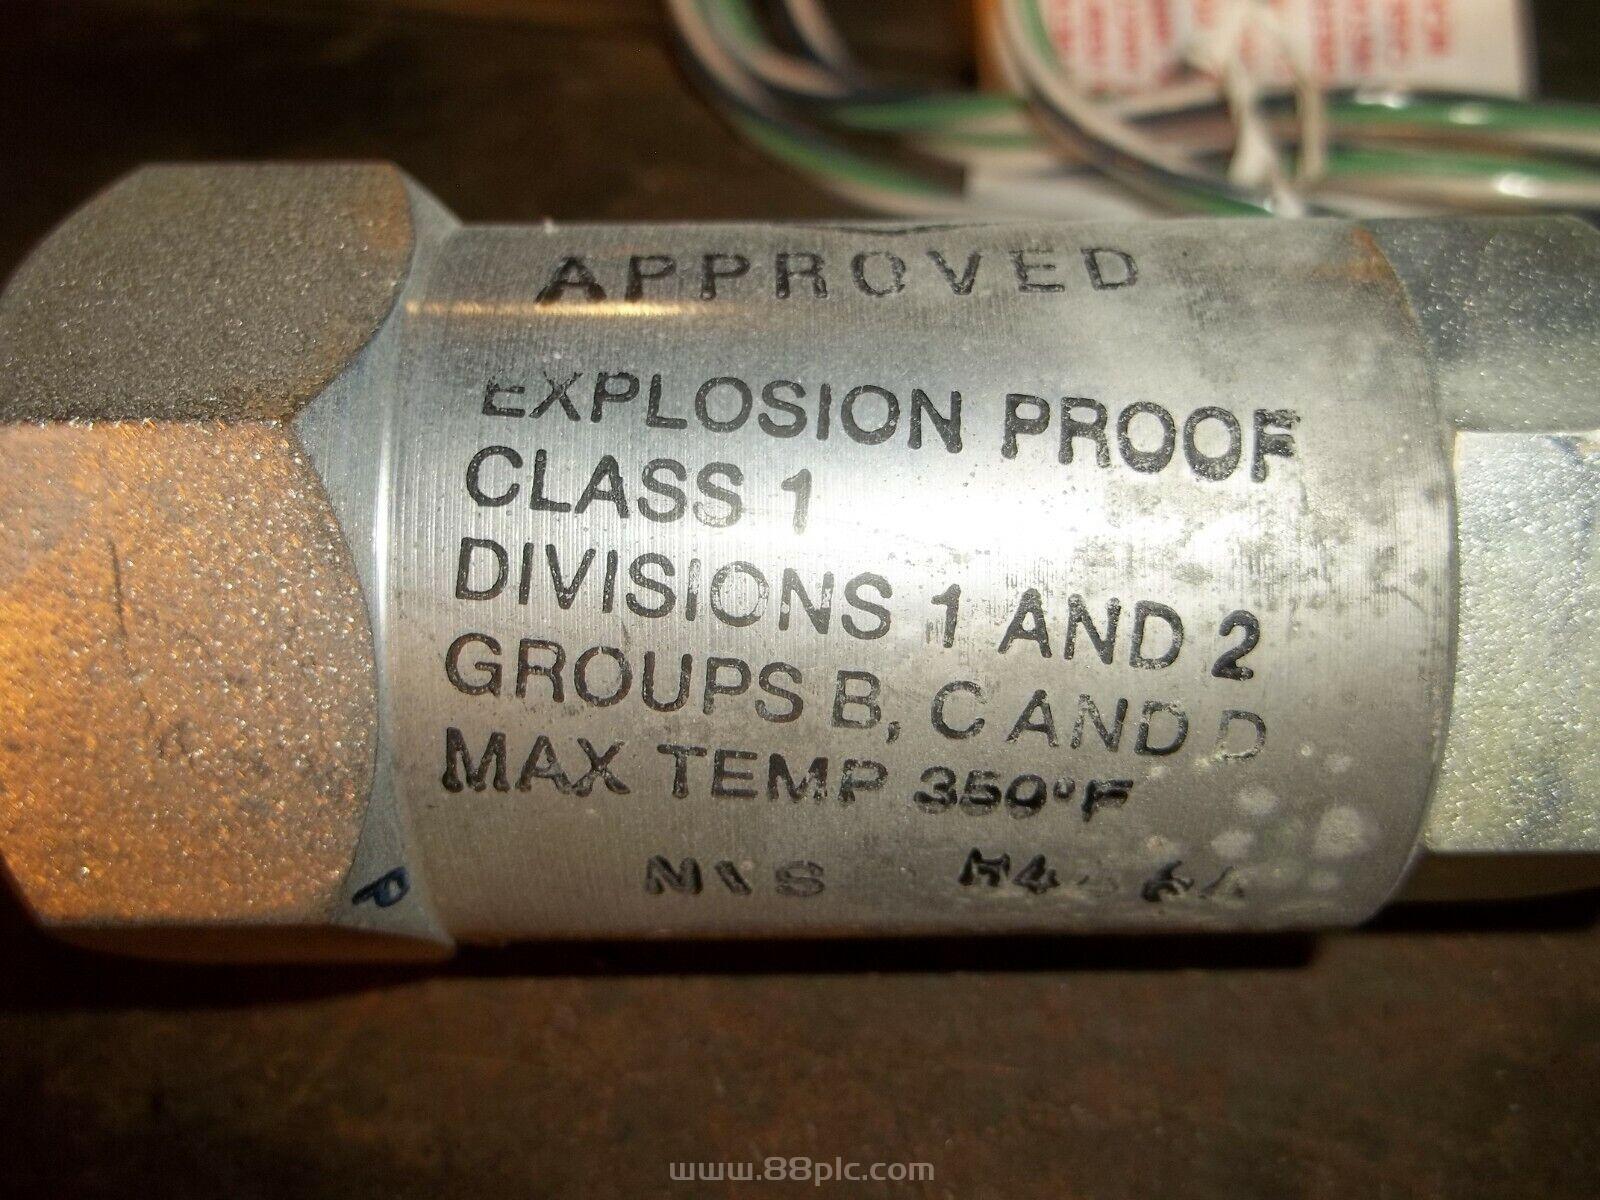 APPROVED
EXPLOSION PROOF
CLASS 1
DIVISIONS 1 AND 2
GROUPS B, C AND D
MAX TEMP 350°F
P
www.88plc.com